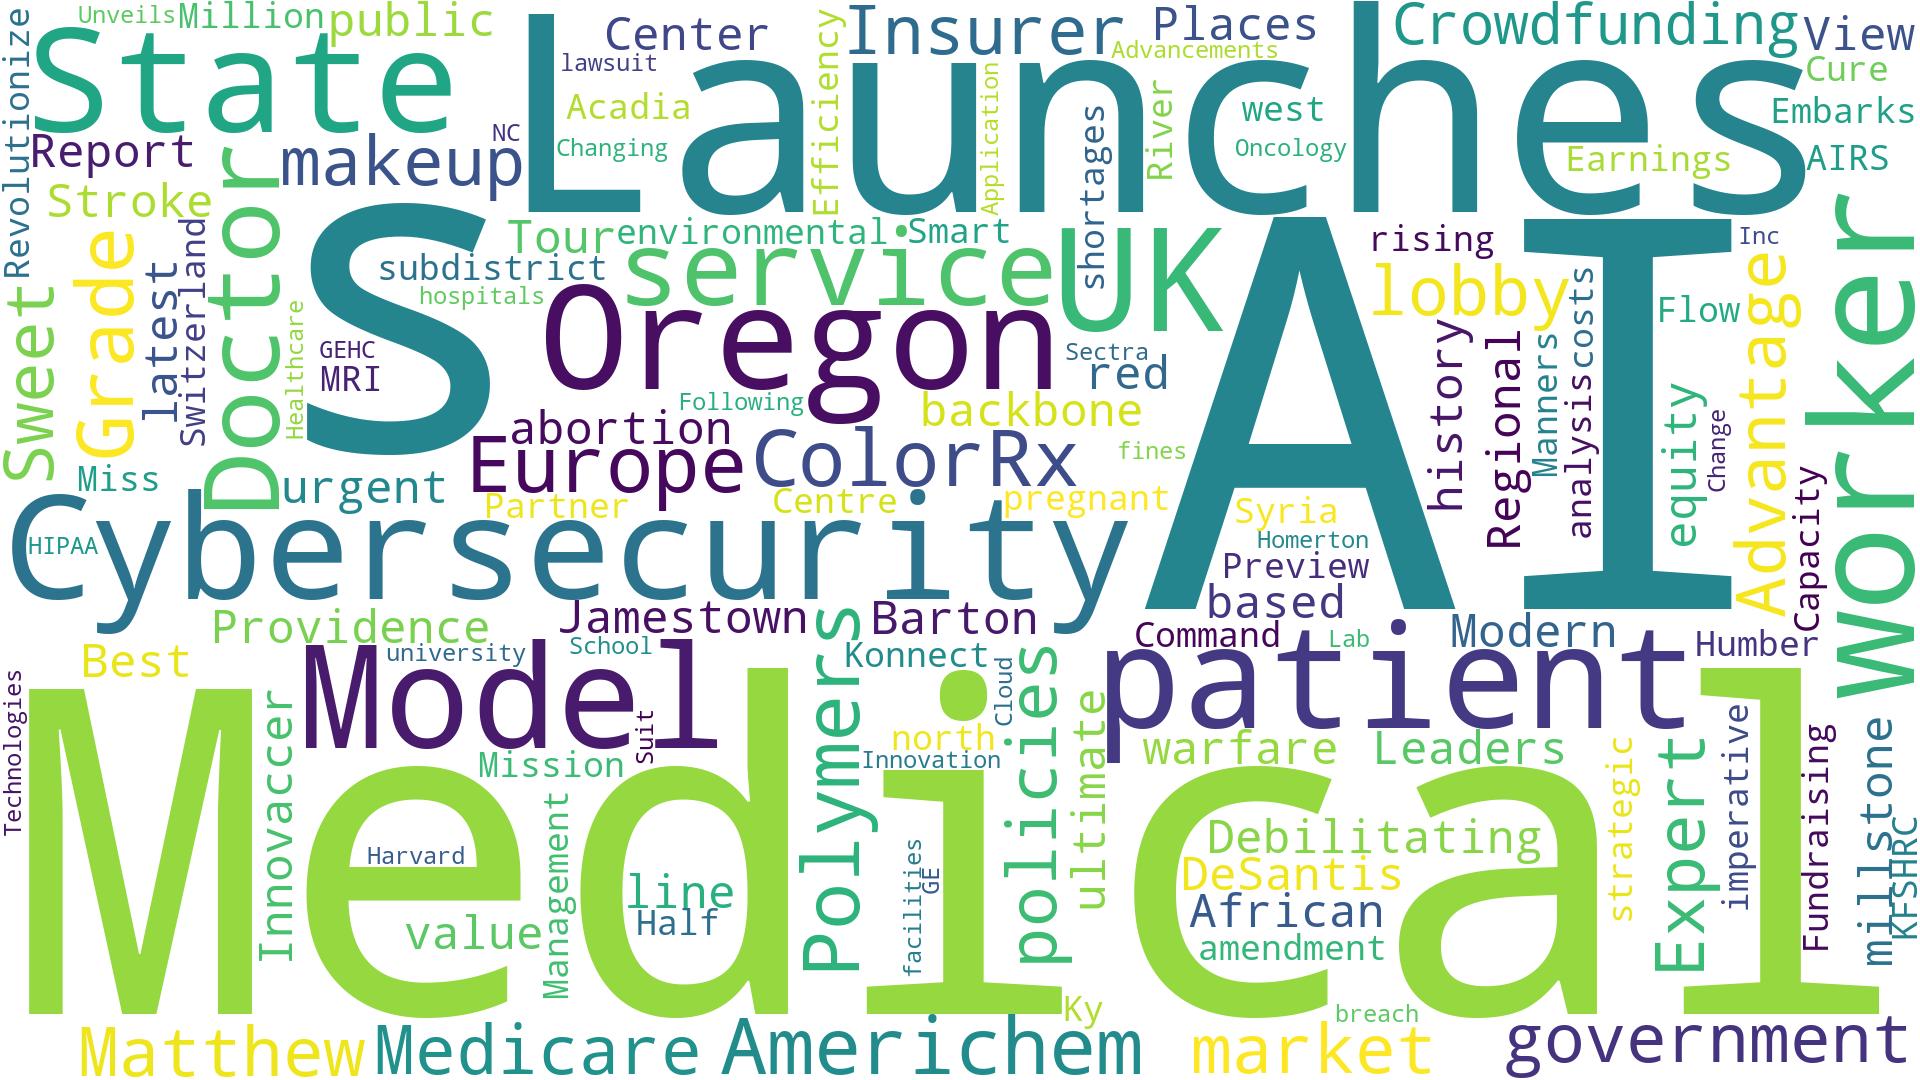 Unveils
Million
public
Center
Insurer
Places
Crowdfunding
View
Revolutionize
State
Launches
lawsuit
Efficiency
Advancements
Cure
Report
NC
makeup
Acadia
Changing
Application
shortages
River
west
Oncology
Embarks
Earnings
AIRS
Stroke
Doctor
Tour
environmental
Smart
rising
Inc
worker
Sweet
Grade
latest
Switzerland
S
subdistrict
service
UK
AI
lobby
costs
Advantage
hospitals
Healthcare
GEHC
MRI
Oregon
Sectra
red
history
Regional
Manners
analysis
Flow
equity
Change
Following
backbone
abortion
Europe
ColorRx
fines
Miss
urgent
Partner
Centre
pregnant
Syria
Capacity
HIPAA
Cybersecurity
Homerton
Preview
based
Providence
Jamestown
Barton
Command
Lab
Modern
Humber
Best
university
School
Konnect
Model
Polymers
Cloud
policies
patient
Technologies
Innovaccer
Medical
Suit
Mission
north
Innovation
ultimate
warfare
Leaders
strategic
Expert
imperative
Fundraising
millstone
KFSHRC
Harvard
Management
line
Half
value
facilities
GE
Debilitating
DeSantis
African
amendment
Ky
breach
Matthew
Medicare
Americhem
market
government